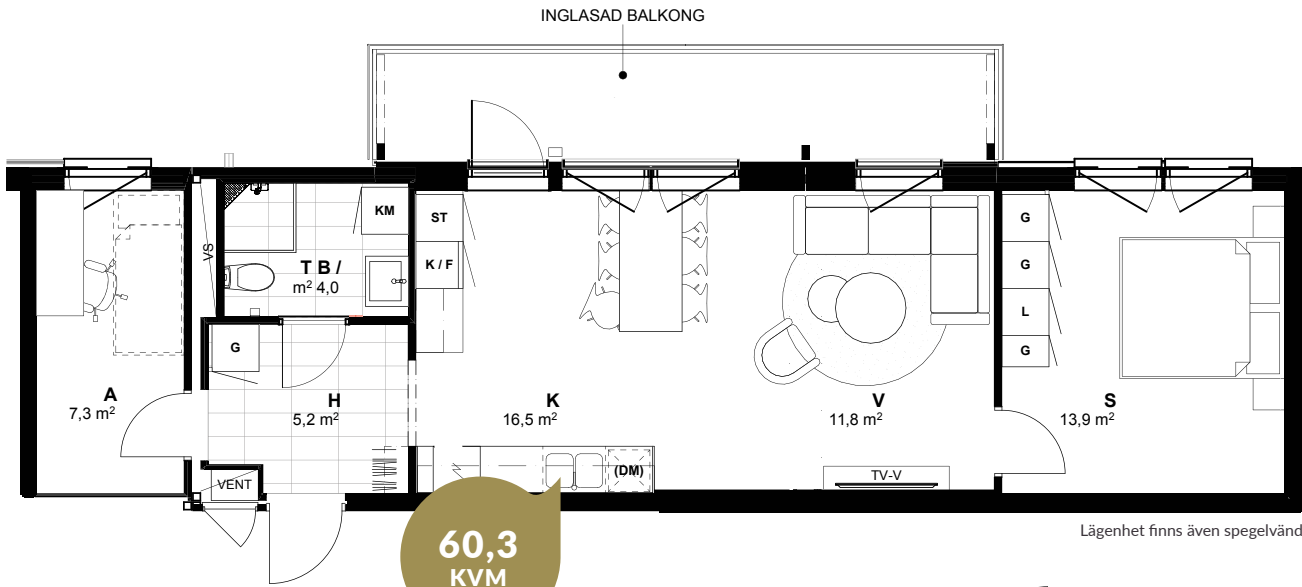 INGLASAD BALKONG
VS
KM
T B /
m² 4,0
ST
K / F
G
G
L
G
G
A
7,3 m²
H
5,2 m²
K
16,5 m²
V
11,8 m²
S
13,9 m²
VENT
(DM)
TV-V
60,3
KVM
Lägenhet finns även spegelvänd